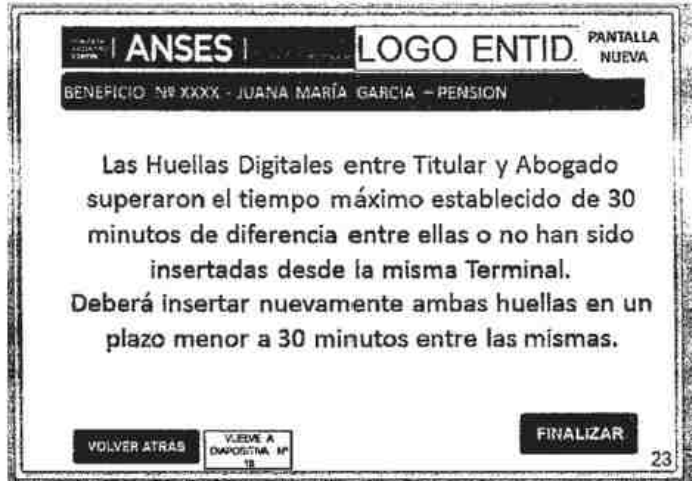 ANSES
LOGO ENTID.
PANTALLA
NUEVA
BENEFICIO Nº XXXX - JUANA MARÍA GARCIA – PENSION
Las Huellas Digitales entre Titular y Abogado
superaron el tiempo máximo establecido de 30
minutos de diferencia entre ellas o no han sido
insertadas desde la misma Terminal.
Deberá insertar nuevamente ambas huellas en un
plazo menor a 30 minutos entre las mismas.
VOLVER ATRAS
VUELVE A
DIAPOSITIVA Nº
18
FINALIZAR
23